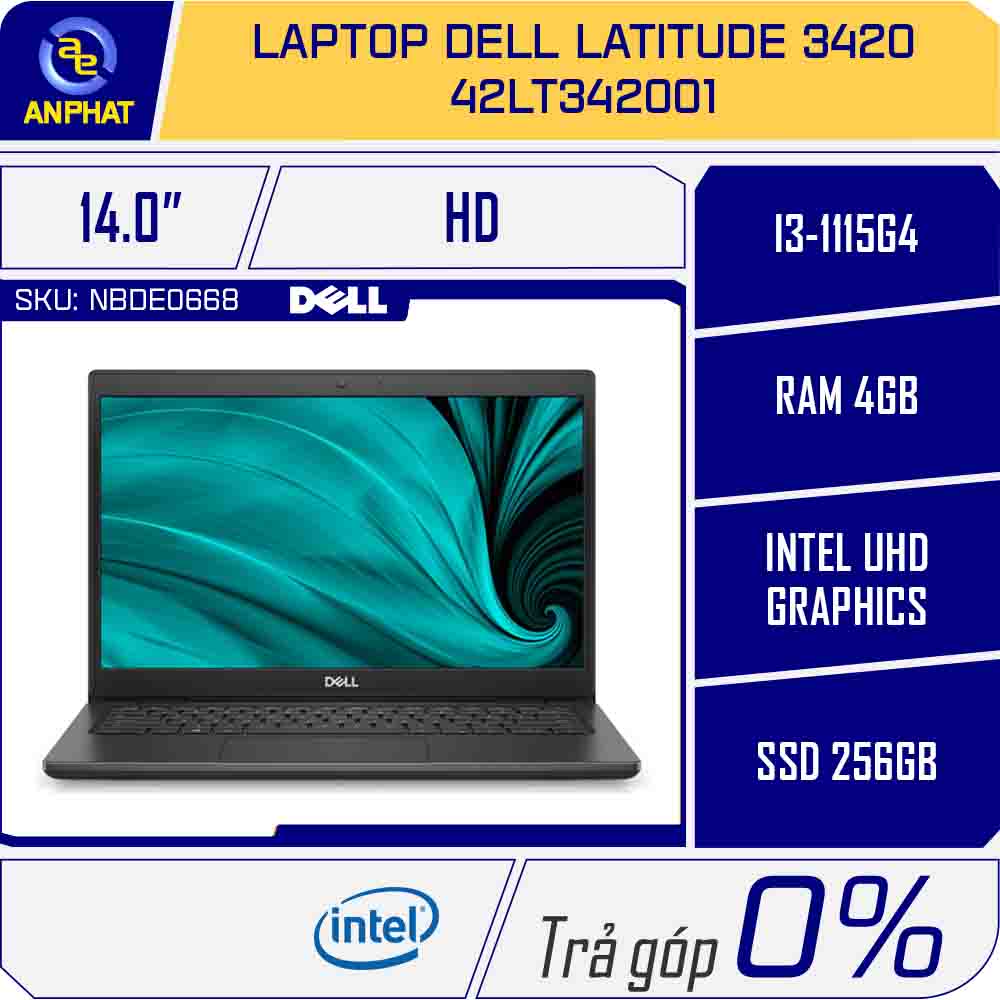 ANPHAT
LAPTOP DELL LATITUDE 3420
42LT342001
14.0"
HD
SKU: NBDE0668
DELL
DELL
I3-1115G4
RAM 4GB
INTEL UHD
GRAPHICS
SSD 256GB
intel
Trả góp 0%